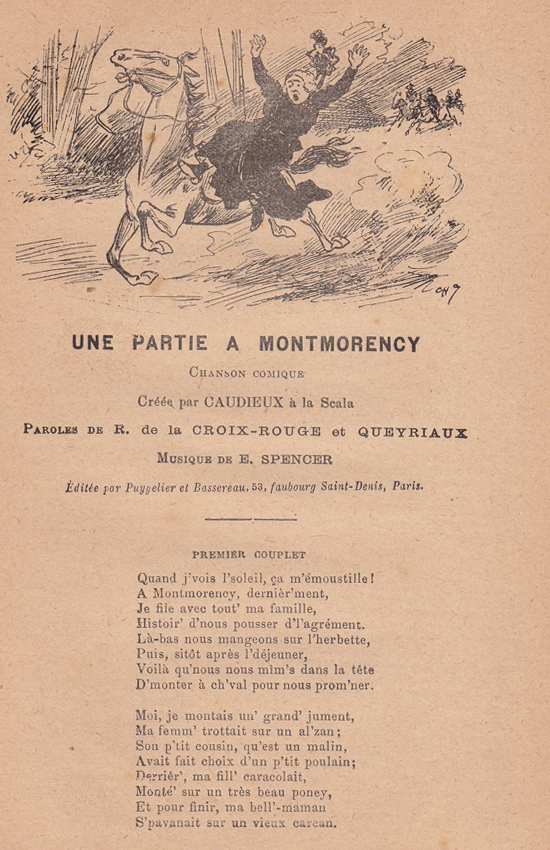 CH9
UNE PARTIE A MONTMORENCY
CHANSON COMIQUE
Créée par CAUDIEUX à la Scala
PAROLES DE R. de la CROIX-ROUGE et QUEYRIAUX
MUSIQUE DE E. SPENCER
Éditée par Puygelier et Bassereau, 53, faubourg Saint-Denis, Paris.
PREMIER COUPLET
Quand j'vois l'soleil, ça m'émoustille!
A Montmorency, dernièr'ment,
Je file avec tout' ma famille,
Histoir' d'nous pousser d'l'agrément.
Là-bas nous mangeons sur l'herbette,
Puis, sitôt après l'déjeuner,
Voilà qu'nous nous mîm's dans la tête
D'monter à ch'val pour nous prom'ner.
Moi, je montais un' grand' jument,
Ma femm' trottait sur un al'zan;
Son p'tit cousin, qu'est un malin,
Avait fait choix d'un p'tit poulain;
Derrièr', ma fill' caracolait,
Monté' sur un très beau poney,
Et pour finir, ma bell'-maman
S'pavanait sur un vieux carcan.